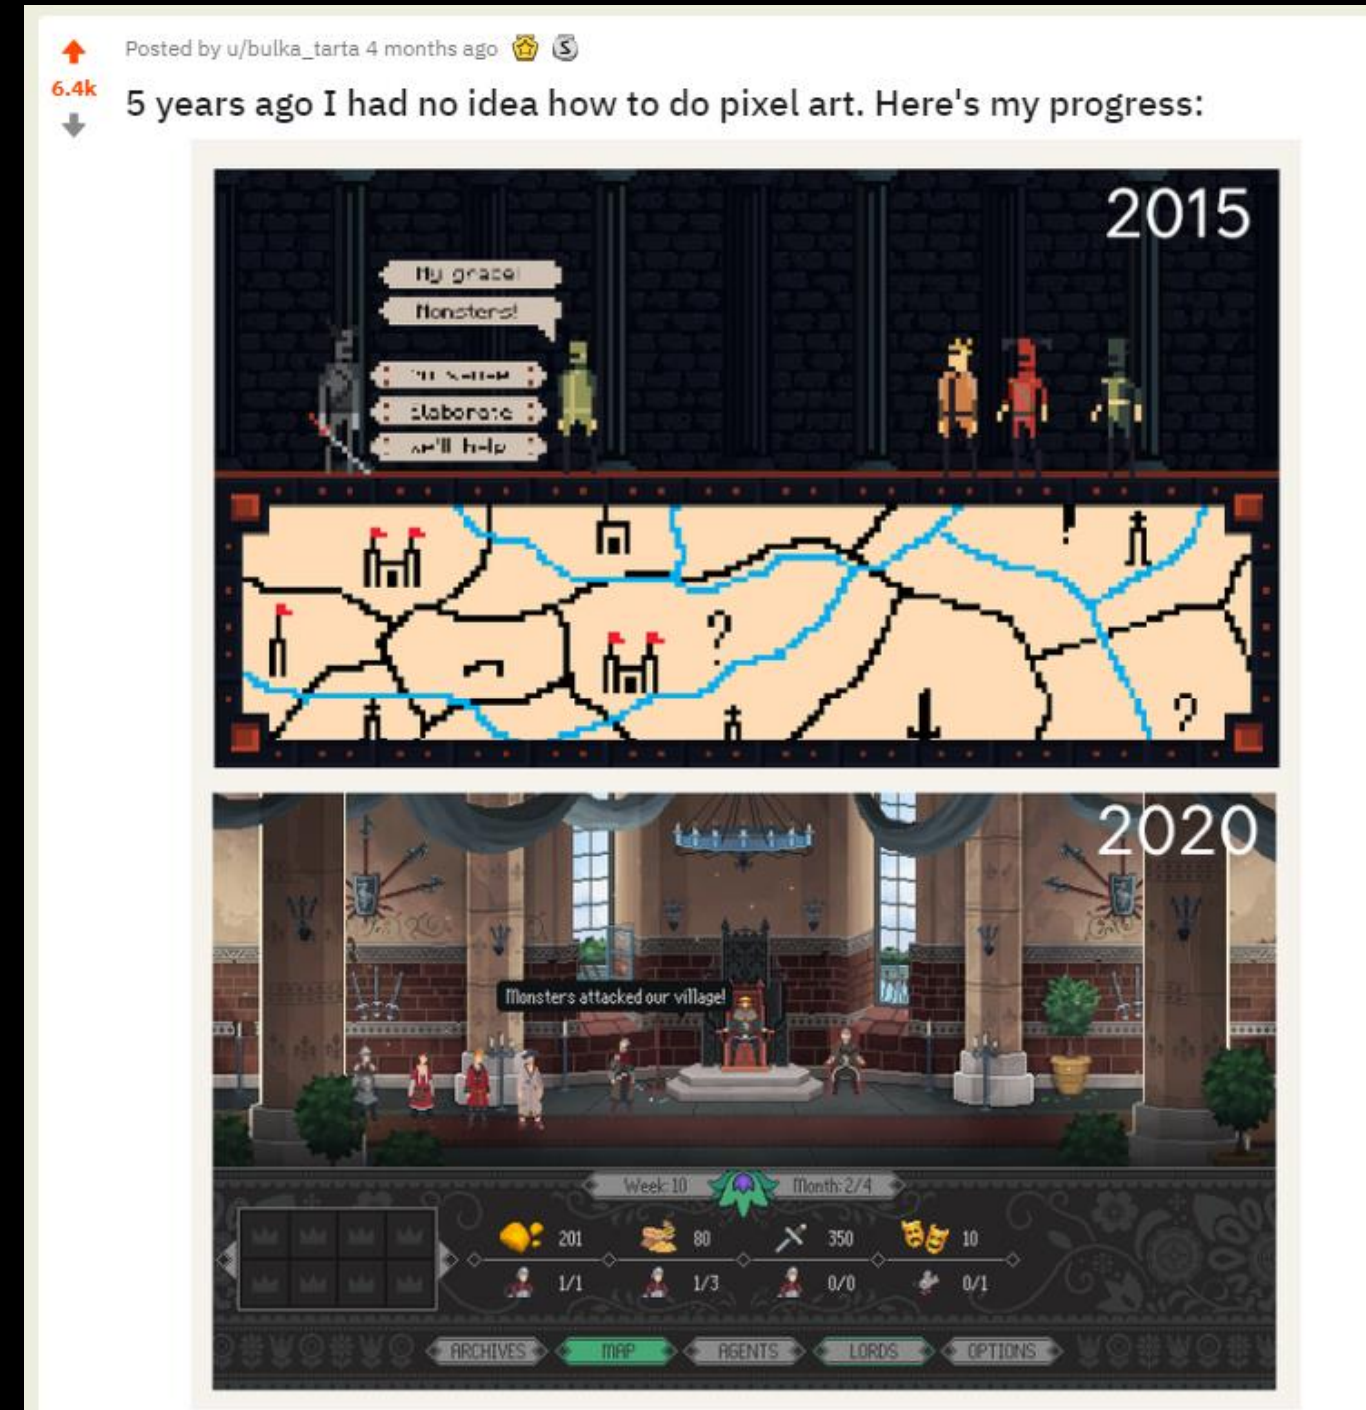 Posted by u/bulka_tarta 4 months ago
6.4k
5 years ago I had no idea how to do pixel art. Here's my progress:
2015
My grace!
Monsters!
Elaborate
we'll help
2020
Monsters attacked our village!
Week: 10
Month: 2/4
201
80
350
10
1/1
1/3
0/0
0/1
ARCHIVES
MAP
AGENTS
LORDS
OPTIONS